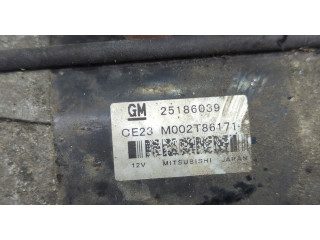 GM 25186039
CE23 M002T86171
12V MITSUBISHI JAPAN